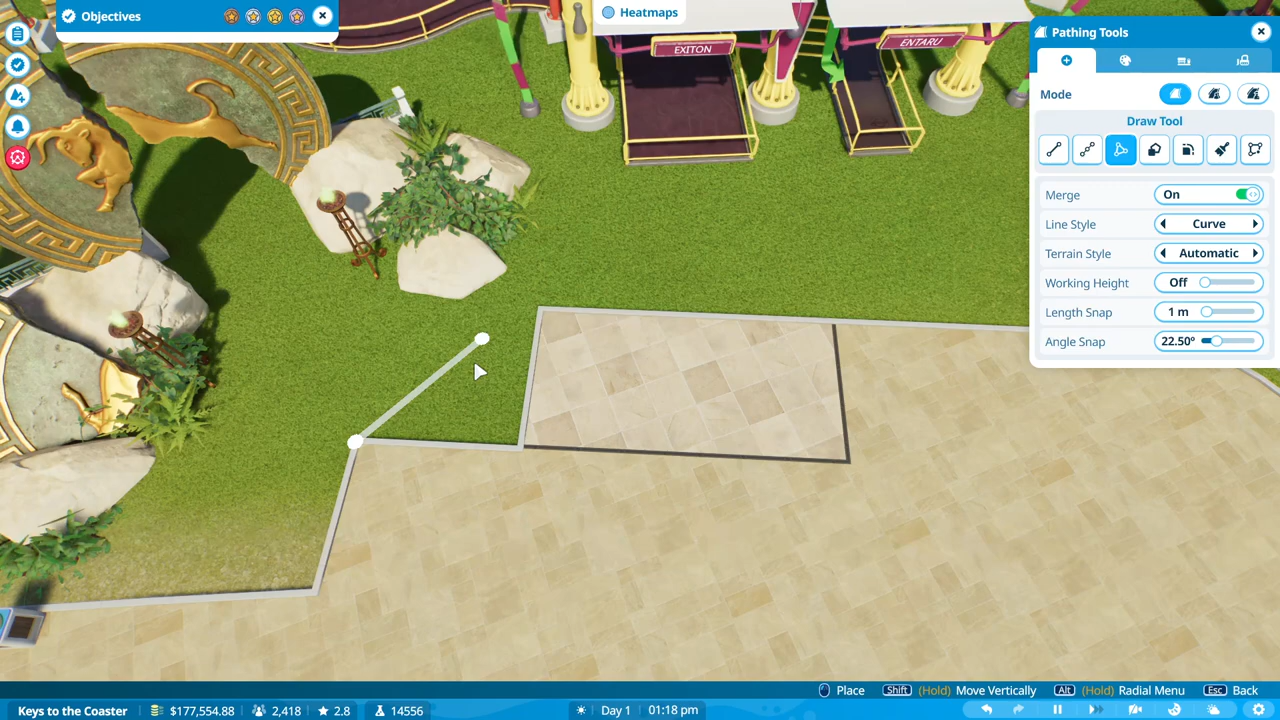 Objectives
Heatmaps
EXITON
ENTARU
Pathing Tools
Mode
Draw Tool
Merge On
Line Style Curve
Terrain Style Automatic
Working Height Off
Length Snap 1 m
Angle Snap 22.50°
Place Shift (Hold) Move Vertically Alt (Hold) Radial Menu Esc Back
Keys to the Coaster $177,554.88 2,418 2.8 14556 Day 1 01:18 pm